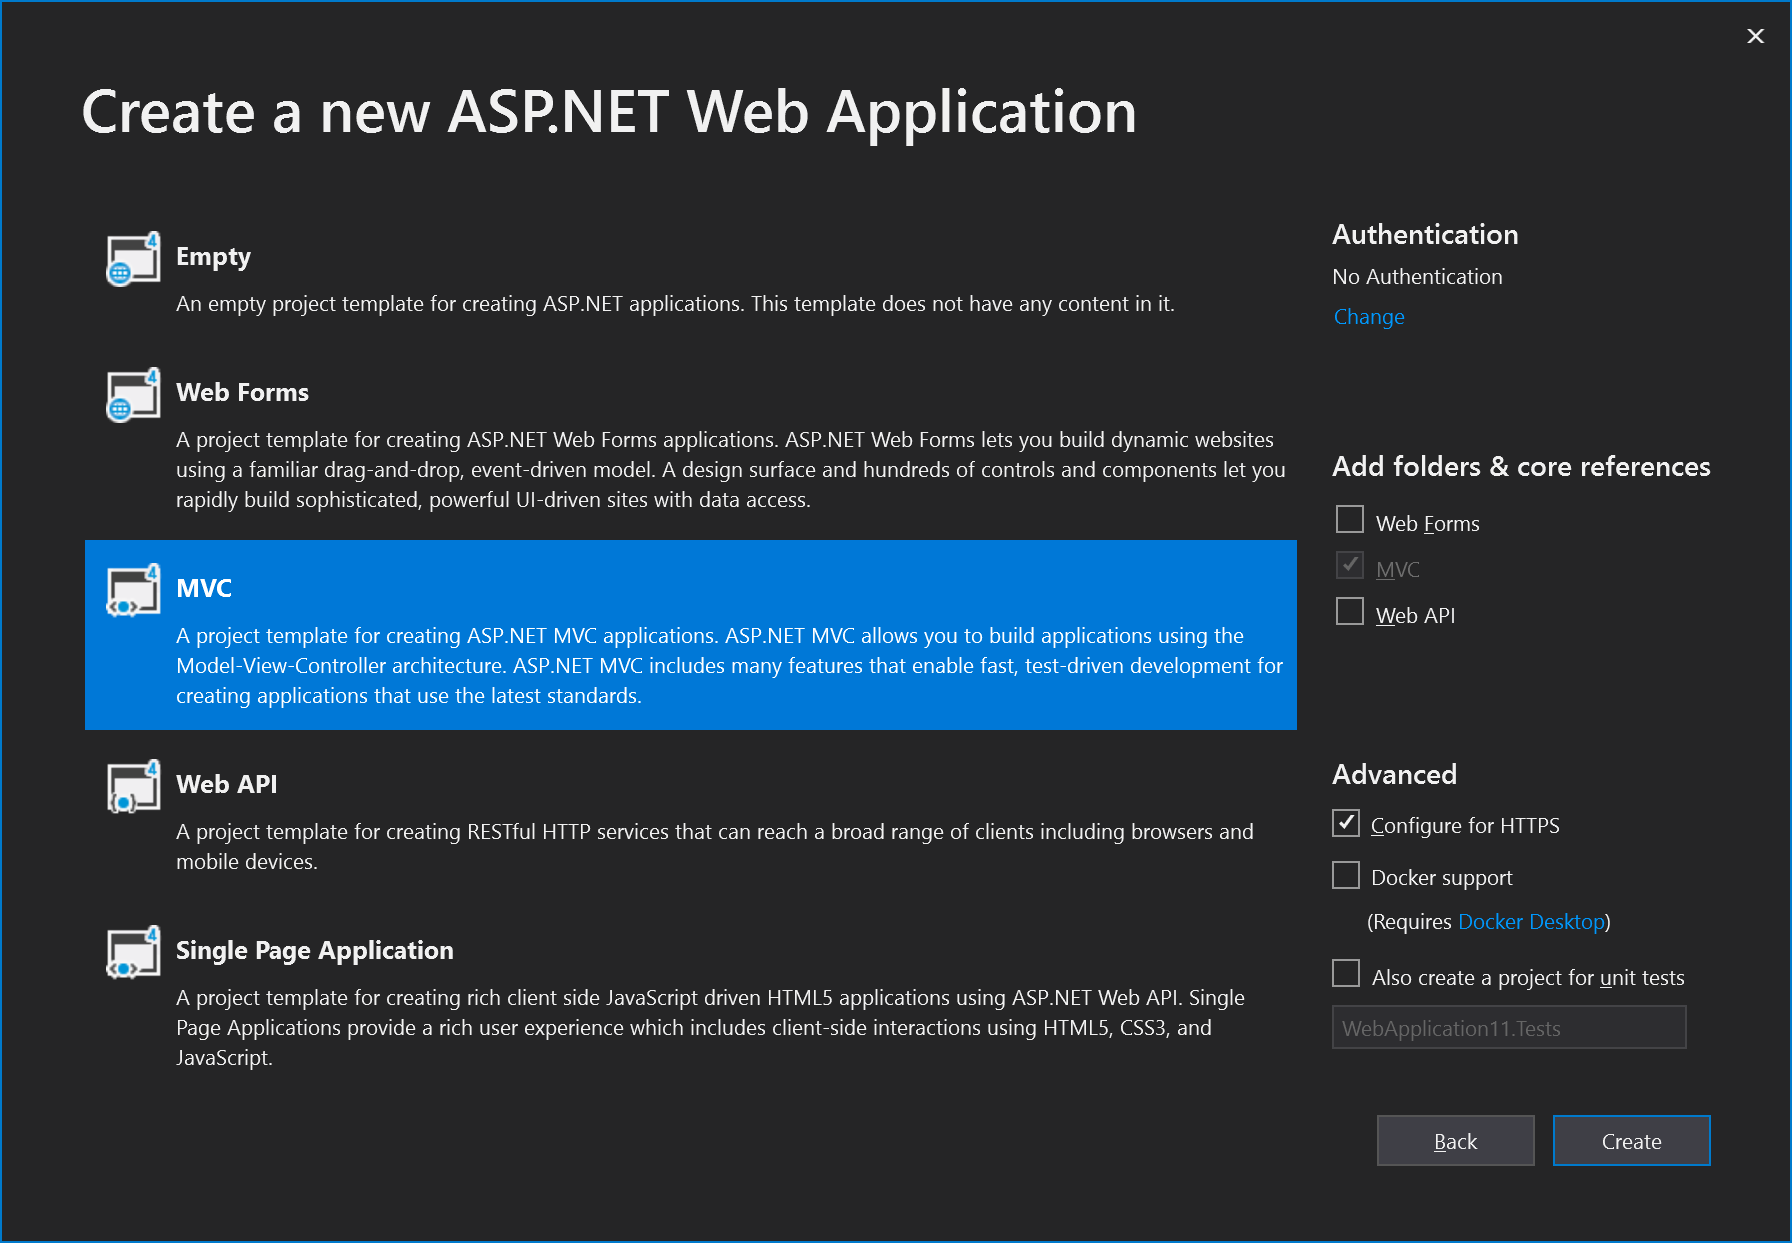 Create a new ASP.NET Web Application
4
Empty
An empty project template for creating ASP.NET applications. This template does not have any content in it.
4
Web Forms
A project template for creating ASP.NET Web Forms applications. ASP.NET Web Forms lets you build dynamic websites
using a familiar drag-and-drop, event-driven model. A design surface and hundreds of controls and components let you
rapidly build sophisticated, powerful UI-driven sites with data access.
4
MVC
A project template for creating ASP.NET MVC applications. ASP.NET MVC allows you to build applications using the
Model-View-Controller architecture. ASP.NET MVC includes many features that enable fast, test-driven development for
creating applications that use the latest standards.
4
Web API
A project template for creating RESTful HTTP services that can reach a broad range of clients including browsers and
mobile devices.
4
Single Page Application
A project template for creating rich client side JavaScript driven HTML5 applications using ASP.NET Web API. Single
Page Applications provide a rich user experience which includes client-side interactions using HTML5, CSS3, and
JavaScript.
Authentication
No Authentication
Change
Add folders & core references
Web Forms
MVC
Web API
Advanced
Configure for HTTPS
Docker support
(Requires Docker Desktop)
Also create a project for unit tests
WebApplication11.Tests
Back
Create